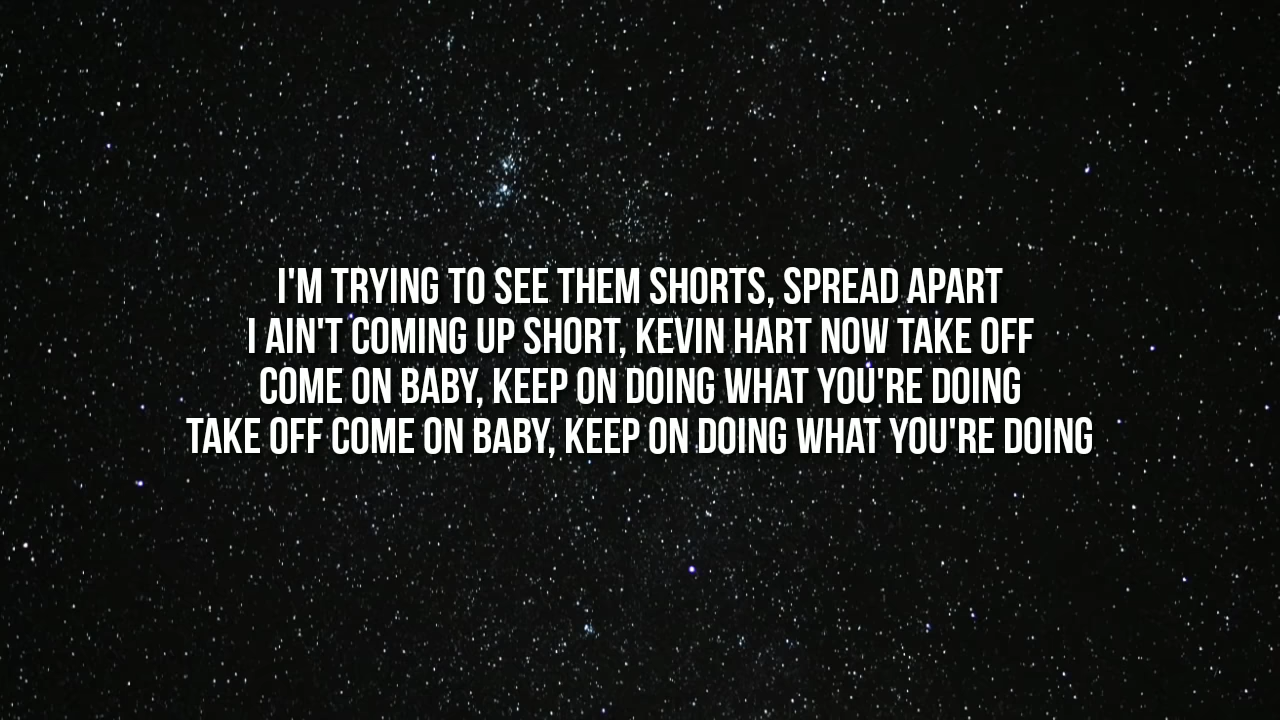 I'M TRYING TO SEE THEM SHORTS, SPREAD APART
I AIN'T COMING UP SHORT, KEVIN HART NOW TAKE OFF
COME ON BABY, KEEP ON DOING WHAT YOU'RE DOING
TAKE OFF COME ON BABY, KEEP ON DOING WHAT YOU'RE DOING